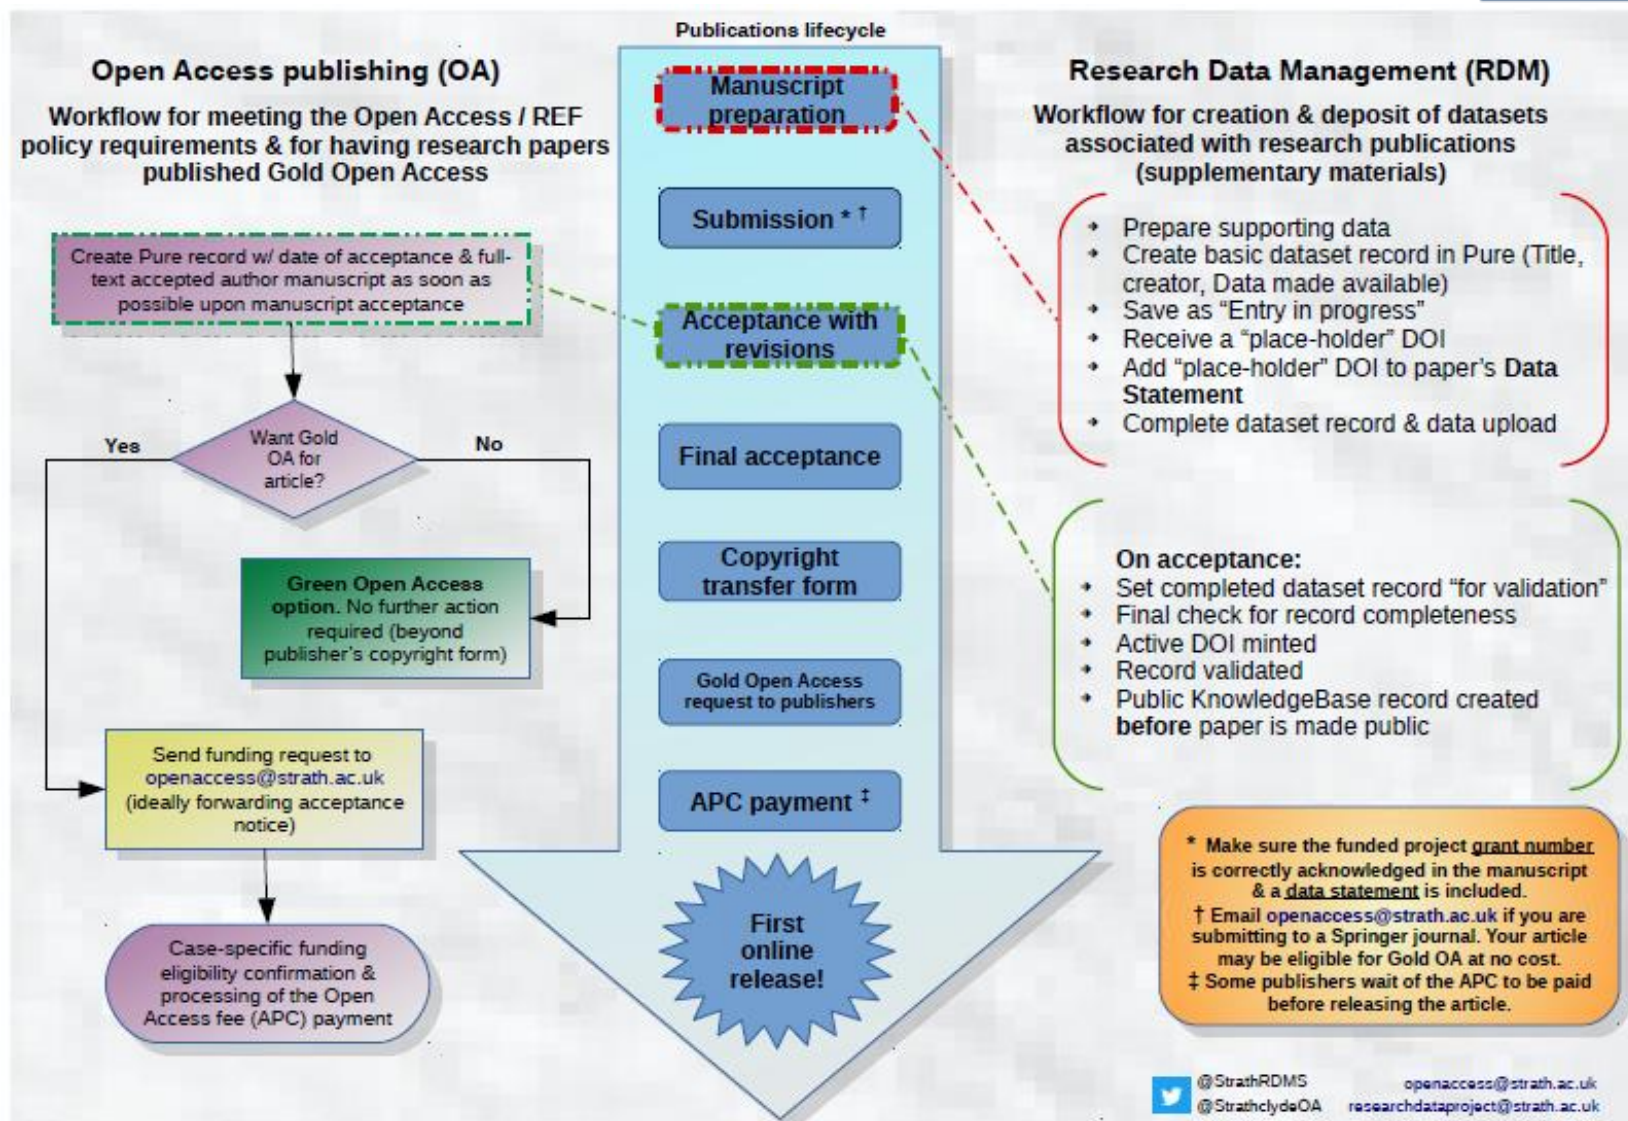 Publications lifecycle
Open Access publishing (OA)
Workflow for meeting the Open Access / REF
policy requirements & for having research papers
published Gold Open Access
Create Pure record w/ date of acceptance & full-
text accepted author manuscript as soon as
possible upon manuscript acceptance
Want Gold
OA for
article?
Yes
No
Green Open Access
option. No further action
required (beyond
publisher's copyright form)
Send funding request to
openaccess@strath.ac.uk
(ideally forwarding acceptance
notice)
Case-specific funding
eligibility confirmation &
processing of the Open
Access fee (APC) payment
Manuscript
preparation
Submission * †
Acceptance with
revisions
Final acceptance
Copyright
transfer form
Gold Open Access
request to publishers
APC payment ‡
First
online
release!
Research Data Management (RDM)
Workflow for creation & deposit of datasets
associated with research publications
(supplementary materials)
Prepare supporting data
Create basic dataset record in Pure (Title,
creator, Data made available)
Save as “Entry in progress”
Receive a “place-holder” DOI
Add “place-holder” DOI to paper’s Data
Statement
Complete dataset record & data upload
On acceptance:
Set completed dataset record “for validation”
Final check for record completeness
Active DOI minted
Record validated
Public KnowledgeBase record created
before paper is made public
* Make sure the funded project grant number
is correctly acknowledged in the manuscript
& a data statement is included.
† Email openaccess@strath.ac.uk if you are
submitting to a Springer journal. Your article
may be eligible for Gold OA at no cost.
‡ Some publishers wait of the APC to be paid
before releasing the article.
@StrathRDMS
@StrathclydeOA
openaccess@strath.ac.uk
researchdataproject@strath.ac.uk